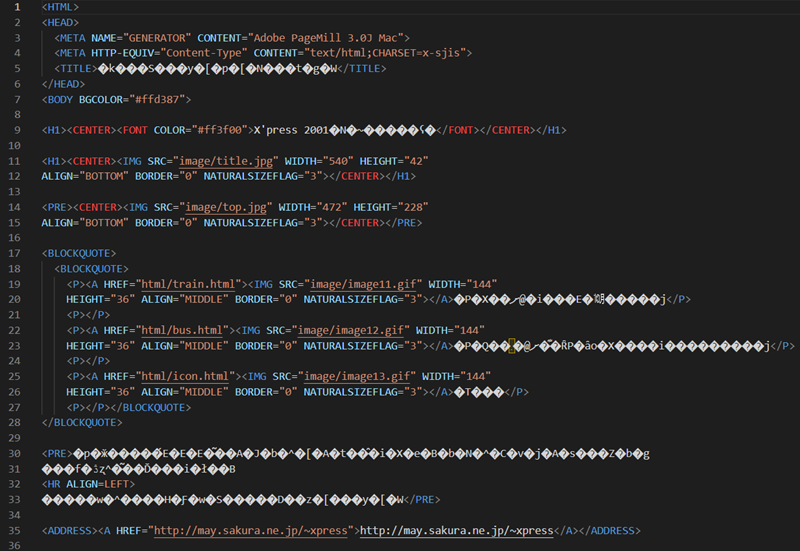 1 <HTML>
2 <HEAD>
3 <META NAME="GENERATOR" CONTENT="Adobe PageMill 3.0J Mac">
4 <META HTTP-EQUIV="Content-Type" CONTENT="text/html;CHARSET=x-sjis">
5 <TITLE>�k���S���y�[�p�[�N���t�g�W</TITLE>
6 </HEAD>
7 <BODY BGCOLOR="#ffd387">
8
9 <H1><CENTER><FONT COLOR="#ff3f00">X'press 2001�N�~�����ʕ�</FONT></CENTER></H1>
10
11 <H1><CENTER><IMG SRC="image/title.jpg" WIDTH="540" HEIGHT="42"
12 ALIGN="BOTTOM" BORDER="0" NATURALSIZEFLAG="3"></CENTER></H1>
13
14 <PRE><CENTER><IMG SRC="image/top.jpg" WIDTH="472" HEIGHT="228"
15 ALIGN="BOTTOM" BORDER="0" NATURALSIZEFLAG="3"></CENTER></PRE>
16
17 <BLOCKQUOTE>
18 <BLOCKQUOTE>
19 <P><A HREF="html/train.html"><IMG SRC="image/image11.gif" WIDTH="144"
20 HEIGHT="36" ALIGN="MIDDLE" BORDER="0" NATURALSIZEFLAG="3"></A>�P�X��</P>
21 <P></P>
22 <P><A HREF="html/bus.html"><IMG SRC="image/image12.gif" WIDTH="144"
23 HEIGHT="36" ALIGN="MIDDLE" BORDER="0" NATURALSIZEFLAG="3"></A>�P�Q��</P>
24 <P></P>
25 <P><A HREF="html/icon.html"><IMG SRC="image/image13.gif" WIDTH="144"
26 HEIGHT="36" ALIGN="MIDDLE" BORDER="0" NATURALSIZEFLAG="3"></A>�T���</P>
27 <P></P></BLOCKQUOTE>
28 </BLOCKQUOTE>
29
30 <PRE>
31
32 <HR ALIGN=LEFT>
33 </PRE>
34
35 <ADDRESS><A HREF="http://may.sakura.ne.jp/~xpress">http://may.sakura.ne.jp/~xpress</A></ADDRESS>
36